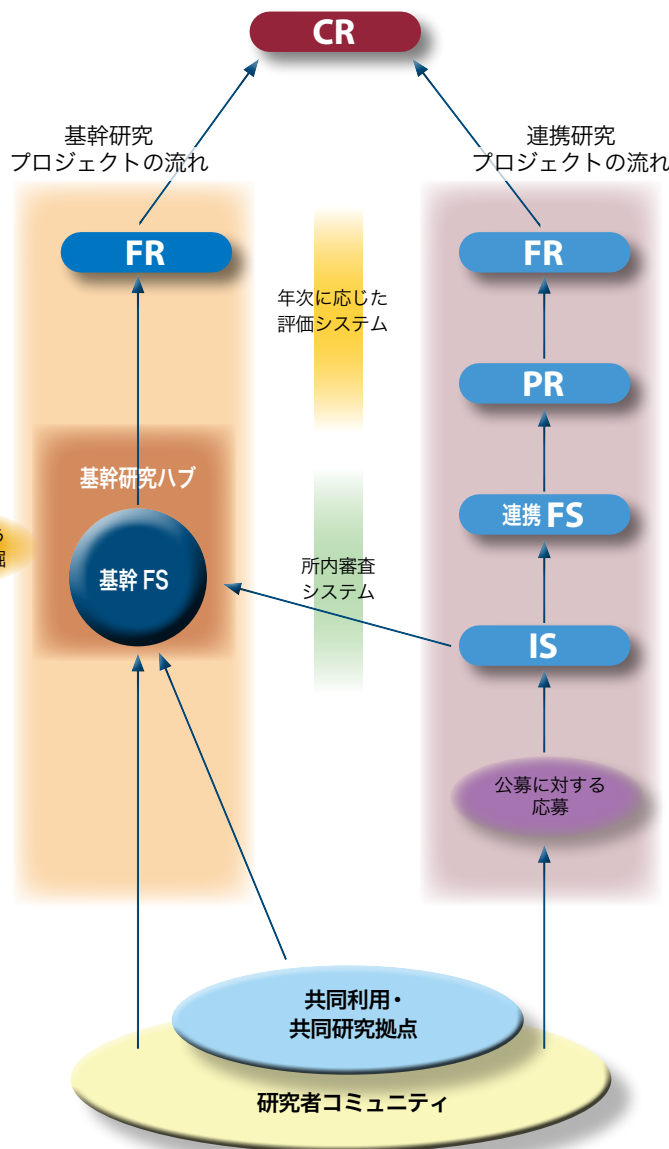 CR
基幹研究
プロジェクトの流れ
連携研究
プロジェクトの流れ
FR
FR
年次に応じた
評価システム
PR
基幹研究ハブ
連携 FS
基幹 FS
所内審査
システム
IS
公募に対する
応募
共同利用・
共同研究拠点
研究者コミュニティ